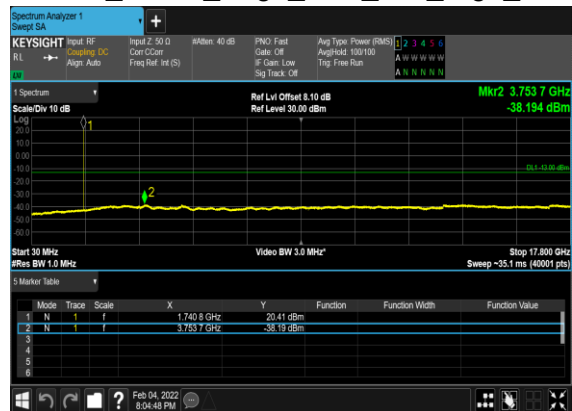 Spectrum Analyzer 1
Swept SA
KEYSIGHT Input: RF Input Z: 50 Ω #Atten: 40 dB PNO: Fast Avg Type: Power (RMS) 1 2 3 4 5 6
RL Coupling: DC Corr CCorr Gate: Off Avg|Hold: 100/100 A W W W W W
Align: Auto Freq Ref: Int (S) IF Gain: Low Trig: Free Run
Sig Track: Off A N N N N N
1 Spectrum Ref Lvl Offset 8.10 dB Mkr2 3.753 7 GHz
Scale/Div 10 dB Ref Level 30.00 dBm -38.194 dBm
Log
20.0
10.0
0.00
-10.0
-20.0
-30.0
-40.0
-50.0
-60.0
1
DL1 -13.00 dBm
2
Start 30 MHz Video BW 3.0 MHz* Stop 17.800 GHz
#Res BW 1.0 MHz Sweep ~35.1 ms (40001 pts)
5 Marker Table
Mode Trace Scale X Y Function Function Width Function Value
1 N 1 f 1.740 8 GHz 20.41 dBm
2 N 1 f 3.753 7 GHz -38.19 dBm
3
4
5
6
? Feb 04, 2022
8:04:48 PM